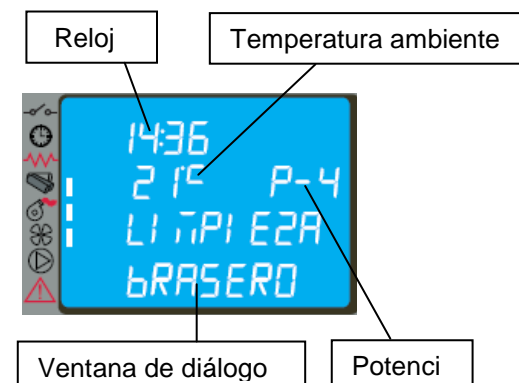 Reloj
Temperatura ambiente
14:36
21°C P-4
LIMPIEZA
bRASERO
Ventana de diálogo
Potenci